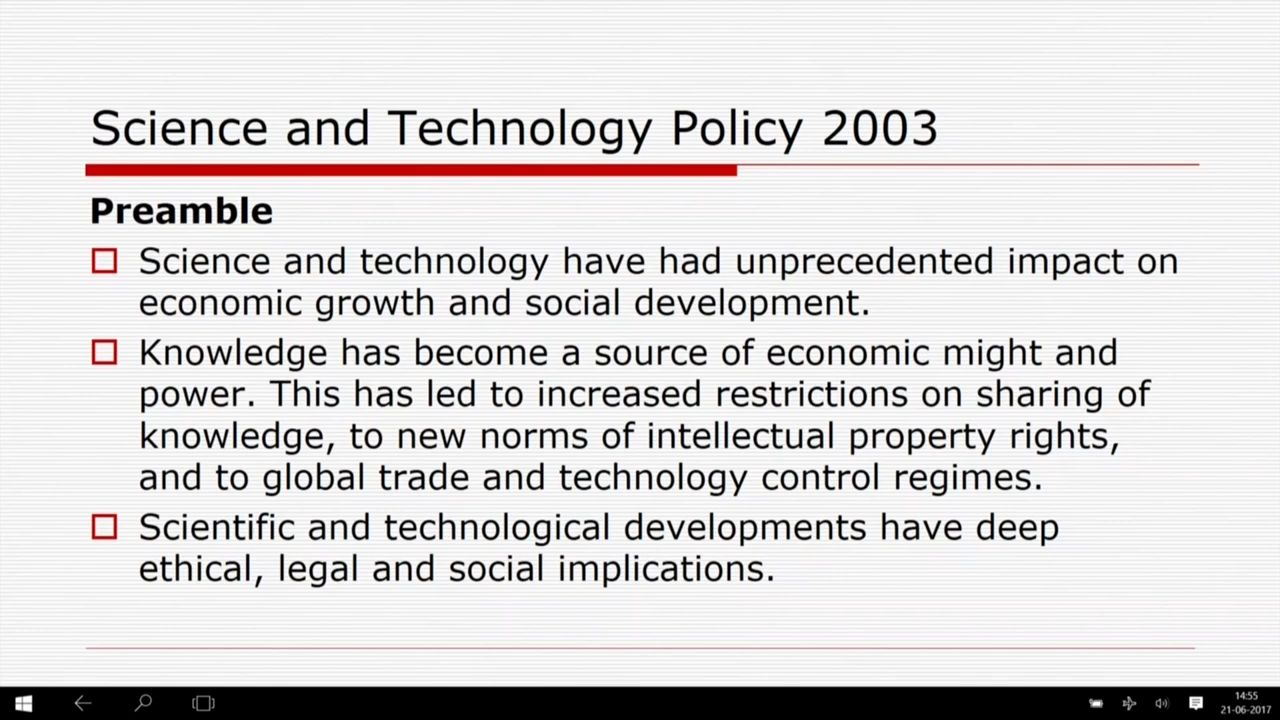 Science and Technology Policy 2003
Preamble
Science and technology have had unprecedented impact on
economic growth and social development.
Knowledge has become a source of economic might and
power. This has led to increased restrictions on sharing of
knowledge, to new norms of intellectual property rights,
and to global trade and technology control regimes.
Scientific and technological developments have deep
ethical, legal and social implications.
14:55
21-06-2017